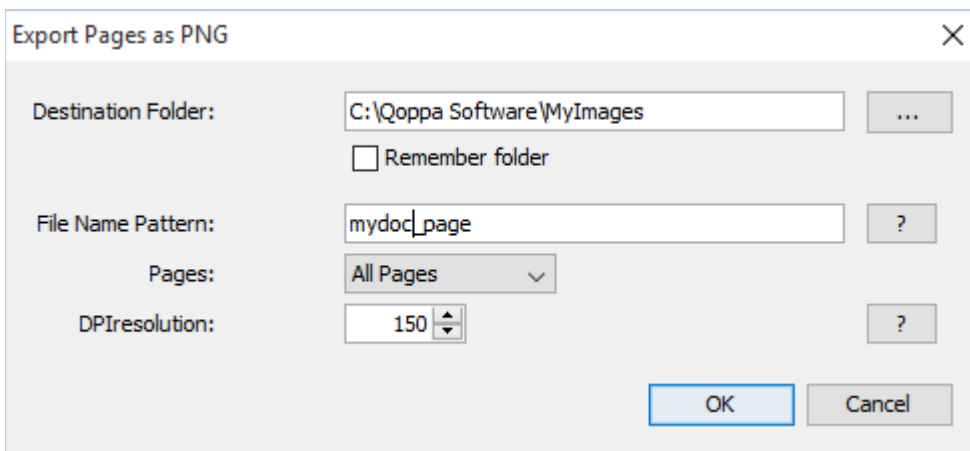 Export Pages as PNG
Destination Folder: C:\Qoppa Software\MyImages ...
Remember folder
File Name Pattern: mydoc_page ?
Pages: All Pages
DPIresolution: 150 ?
OK Cancel